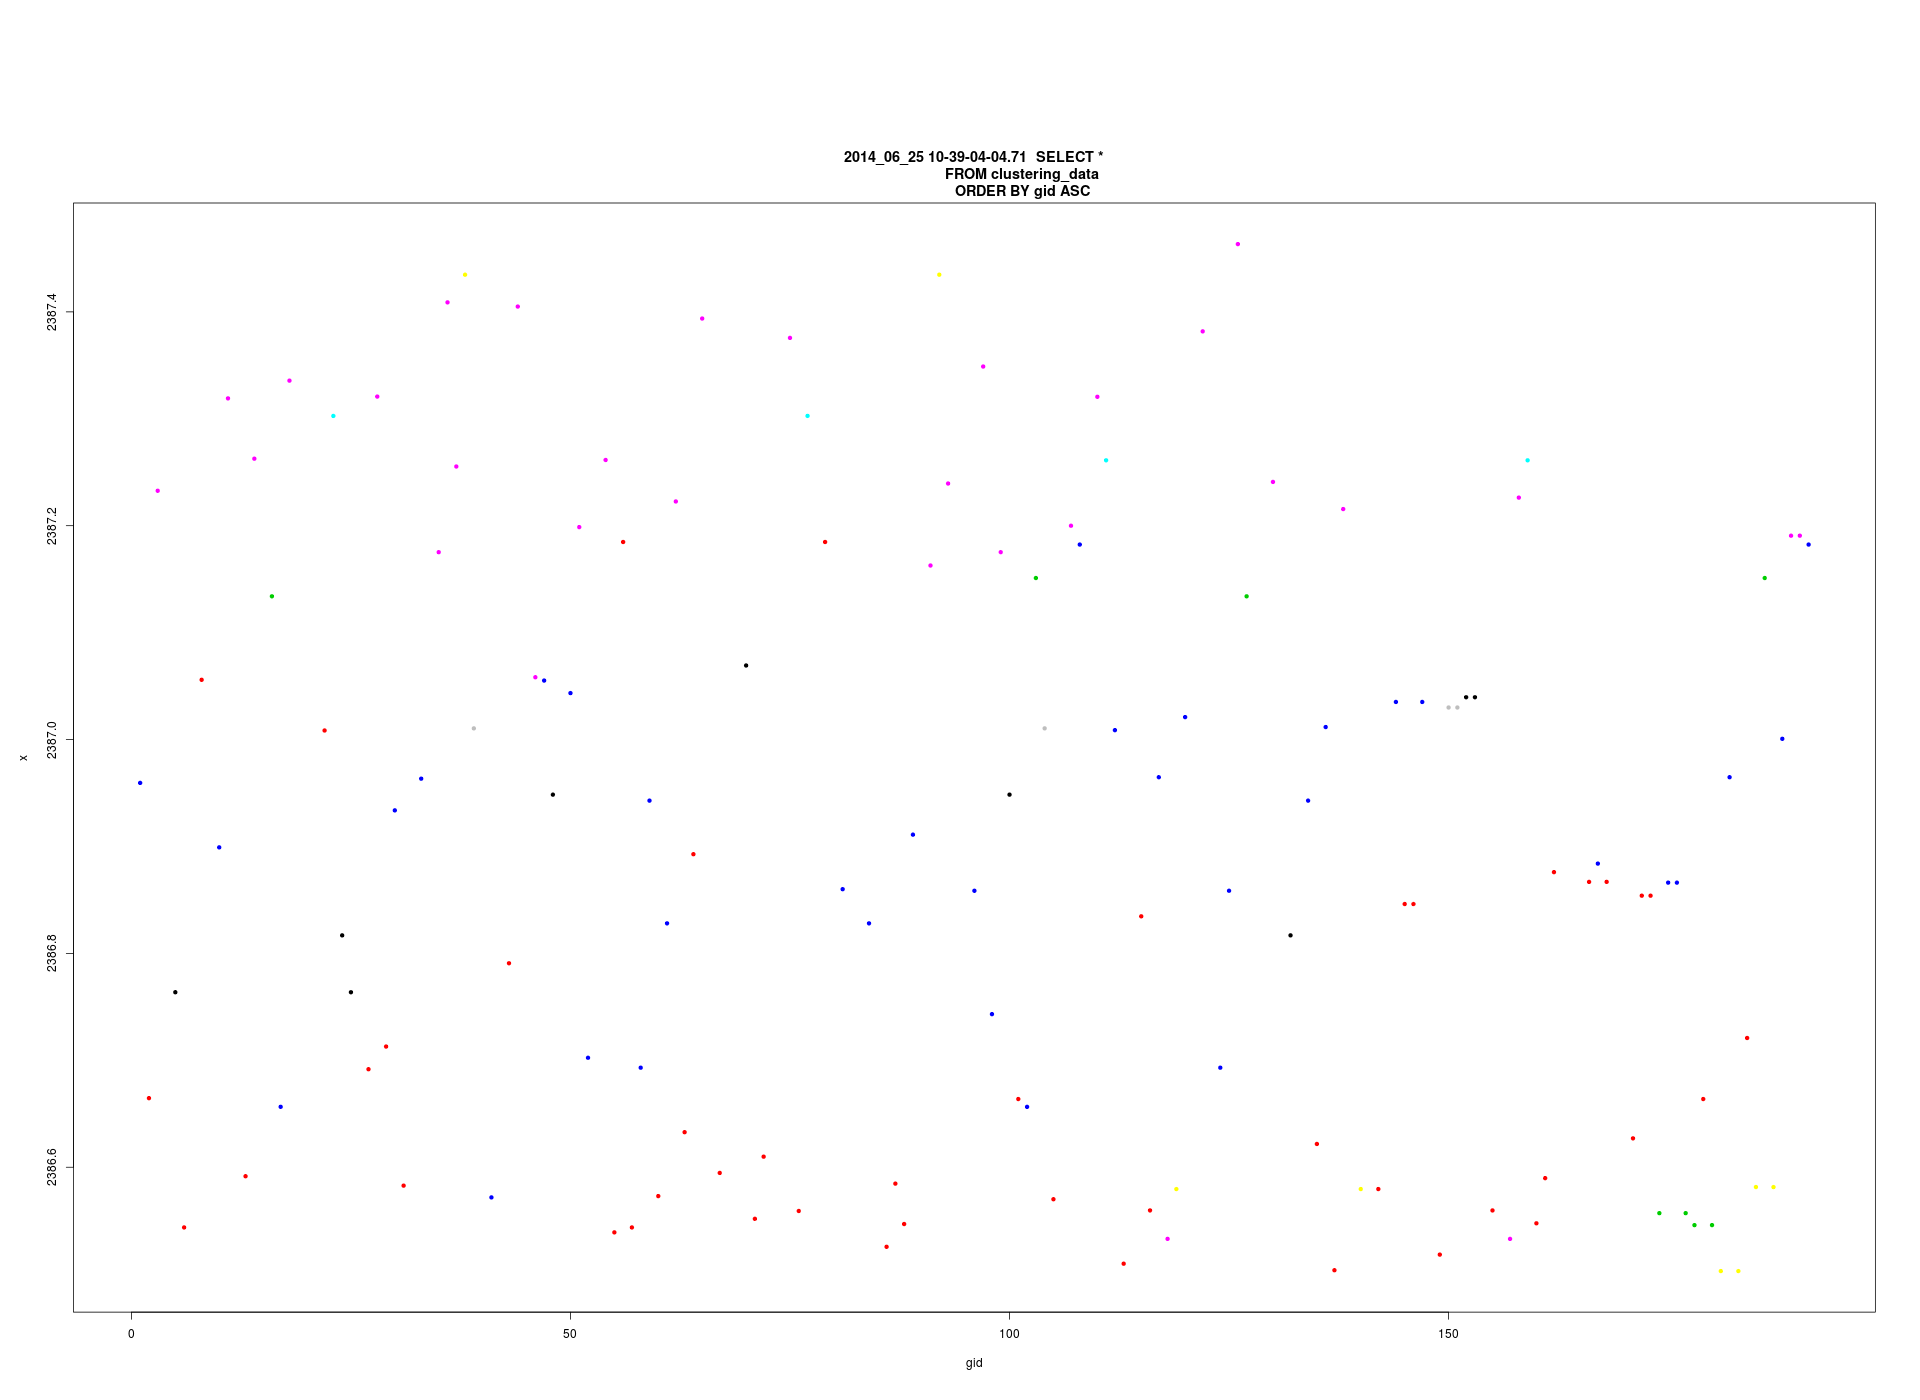 2014_06_25 10-39-04-04.71 SELECT *
FROM clustering_data
ORDER BY gid ASC
2387.4
2387.2
2387.0
2386.8
2386.6
x
0 50 100 150
gid